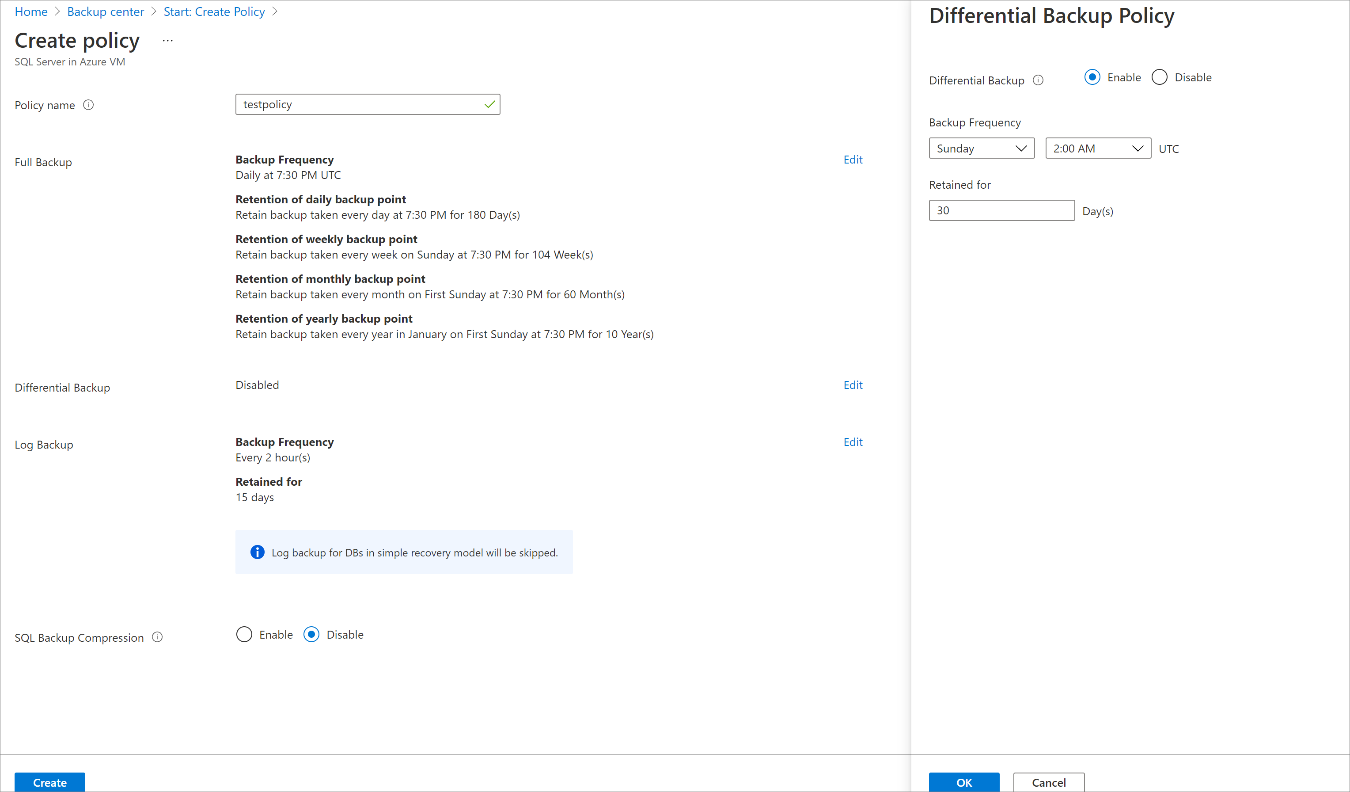 Home > Backup center > Start: Create Policy >
Create policy ...
SQL Server in Azure VM
Policy name
testpolicy
Full Backup
Backup Frequency
Edit
Daily at 7:30 PM UTC
Retention of daily backup point
Retain backup taken every day at 7:30 PM for 180 Day(s)
Retention of weekly backup point
Retain backup taken every week on Sunday at 7:30 PM for 104 Week(s)
Retention of monthly backup point
Retain backup taken every month on First Sunday at 7:30 PM for 60 Month(s)
Retention of yearly backup point
Retain backup taken every year in January on First Sunday at 7:30 PM for 10 Year(s)
Differential Backup
Disabled
Edit
Log Backup
Backup Frequency
Edit
Every 2 hour(s)
Retained for
15 days
Log backup for DBs in simple recovery model will be skipped.
SQL Backup Compression
Enable Disable
Create
Differential Backup Policy
Differential Backup
Enable Disable
Backup Frequency
Sunday 2:00 AM UTC
Retained for
30 Day(s)
OK Cancel